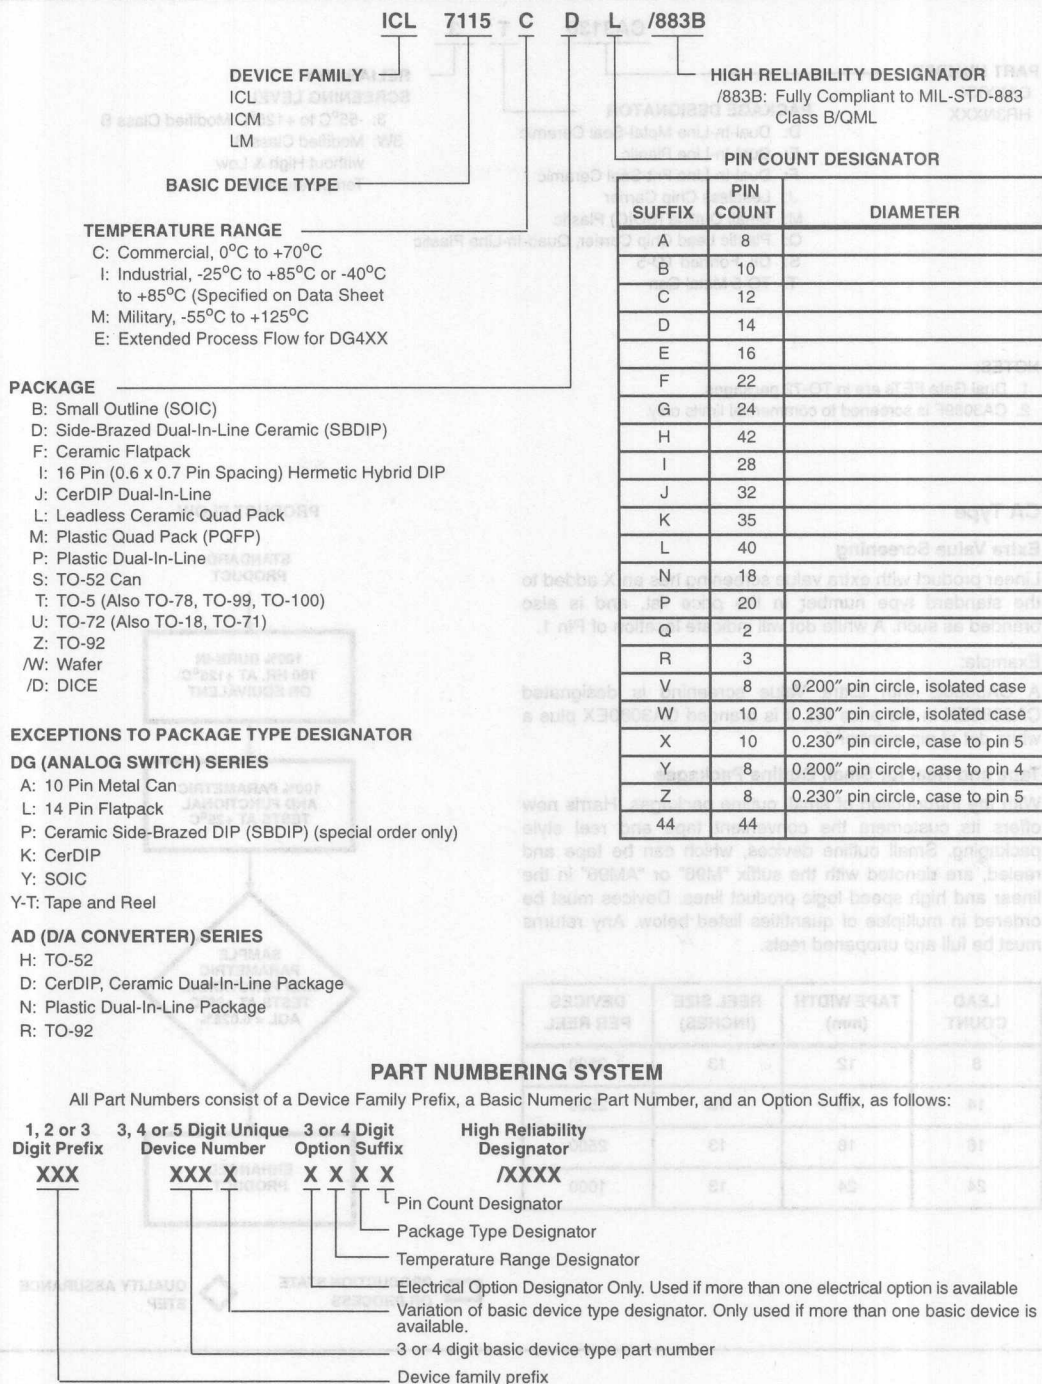 ICL 7115 C D L /883B
DEVICE FAMILY
ICL
ICM
LM
BASIC DEVICE TYPE
TEMPERATURE RANGE
C: Commercial, 0°C to +70°C
I: Industrial, -25°C to +85°C or -40°C
to +85°C (Specified on Data Sheet
M: Military, -55°C to +125°C
E: Extended Process Flow for DG4XX
PACKAGE
B: Small Outline (SOIC)
D: Side-Brazed Dual-In-Line Ceramic (SBDIP)
F: Ceramic Flatpack
I: 16 Pin (0.6 x 0.7 Pin Spacing) Hermetic Hybrid DIP
J: CerDIP Dual-In-Line
L: Leadless Ceramic Quad Pack
M: Plastic Quad Pack (PQFP)
P: Plastic Dual-In-Line
S: TO-52 Can
T: TO-5 (Also TO-78, TO-99, TO-100)
U: TO-72 (Also TO-18, TO-71)
Z: TO-92
/W: Wafer
/D: DICE
EXCEPTIONS TO PACKAGE TYPE DESIGNATOR
DG (ANALOG SWITCH) SERIES
A: 10 Pin Metal Can
L: 14 Pin Flatpack
P: Ceramic Side-Brazed DIP (SBDIP) (special order only)
K: CerDIP
Y: SOIC
Y-T: Tape and Reel
AD (D/A CONVERTER) SERIES
H: TO-52
D: CerDIP, Ceramic Dual-In-Line Package
N: Plastic Dual-In-Line Package
R: TO-92
HIGH RELIABILITY DESIGNATOR
/883B: Fully Compliant to MIL-STD-883
Class B/QML
PIN COUNT DESIGNATOR
SUFFIX PIN COUNT DIAMETER
A 8
B 10
C 12
D 14
E 16
F 22
G 24
H 42
I 28
J 32
K 35
L 40
N 18
P 20
Q 2
R 3
V 8 0.200″ pin circle, isolated case
W 10 0.230″ pin circle, isolated case
X 10 0.230″ pin circle, case to pin 5
Y 8 0.200″ pin circle, case to pin 4
Z 8 0.230″ pin circle, case to pin 5
44 44
PART NUMBERING SYSTEM
All Part Numbers consist of a Device Family Prefix, a Basic Numeric Part Number, and an Option Suffix, as follows:
1, 2 or 3 3, 4 or 5 Digit Unique 3 or 4 Digit High Reliability
Digit Prefix Device Number Option Suffix Designator
XXX XXX X X X X X /XXXX
Pin Count Designator
Package Type Designator
Temperature Range Designator
Electrical Option Designator Only. Used if more than one electrical option is available
Variation of basic device type designator. Only used if more than one basic device is
available.
3 or 4 digit basic device type part number
Device family prefix